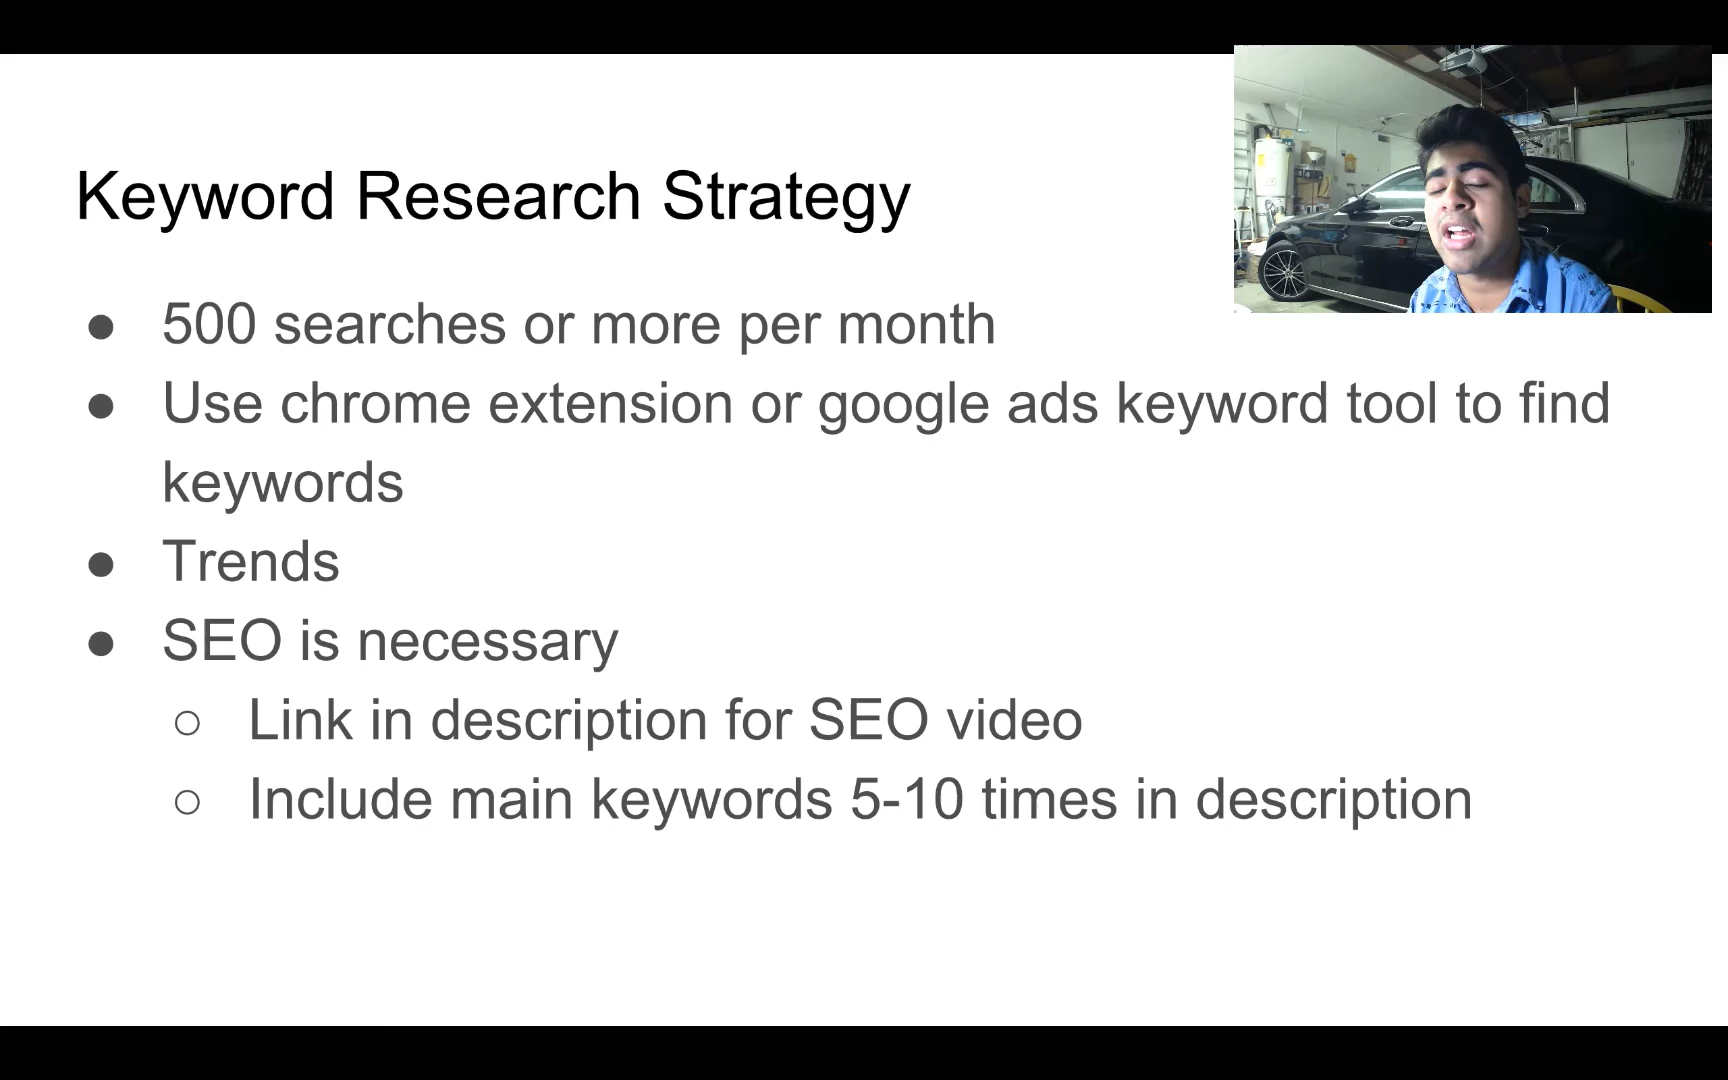 Keyword Research Strategy
● 500 searches or more per month
● Use chrome extension or google ads keyword tool to find
keywords
● Trends
● SEO is necessary
○ Link in description for SEO video
○ Include main keywords 5-10 times in description